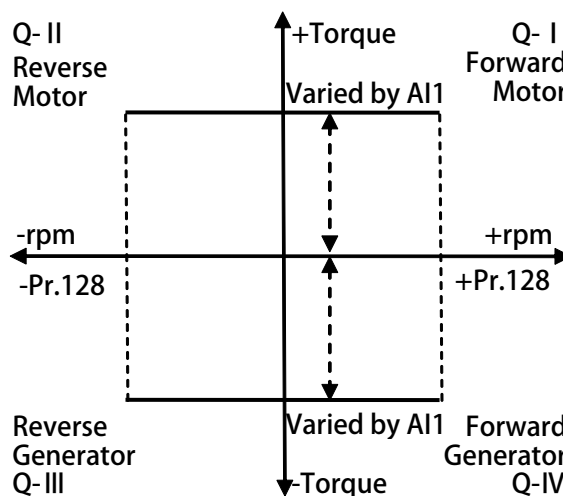 Q-II
Reverse
Motor
+Torque
Q-I
Forward
Motor
Varied by AI1
-rpm
+rpm
-Pr.128
+Pr.128
Varied by AI1
Reverse
Generator
Q-III
Forward
Generator
Q-IV
-Torque